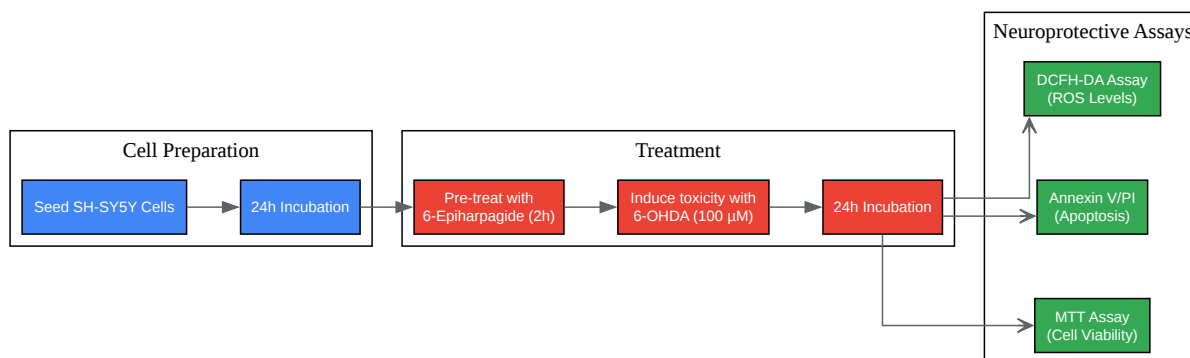 Neuroprotective Assays
DCFH-DA Assay
(ROS Levels)
Cell Preparation
Treatment
Seed SH-SY5Y Cells
24h Incubation
Pre-treat with
6-Epiharpagide (2h)
Induce toxicity with
6-OHDA (100 µM)
24h Incubation
Annexin V/PI
(Apoptosis)
MTT Assay
(Cell Viability)